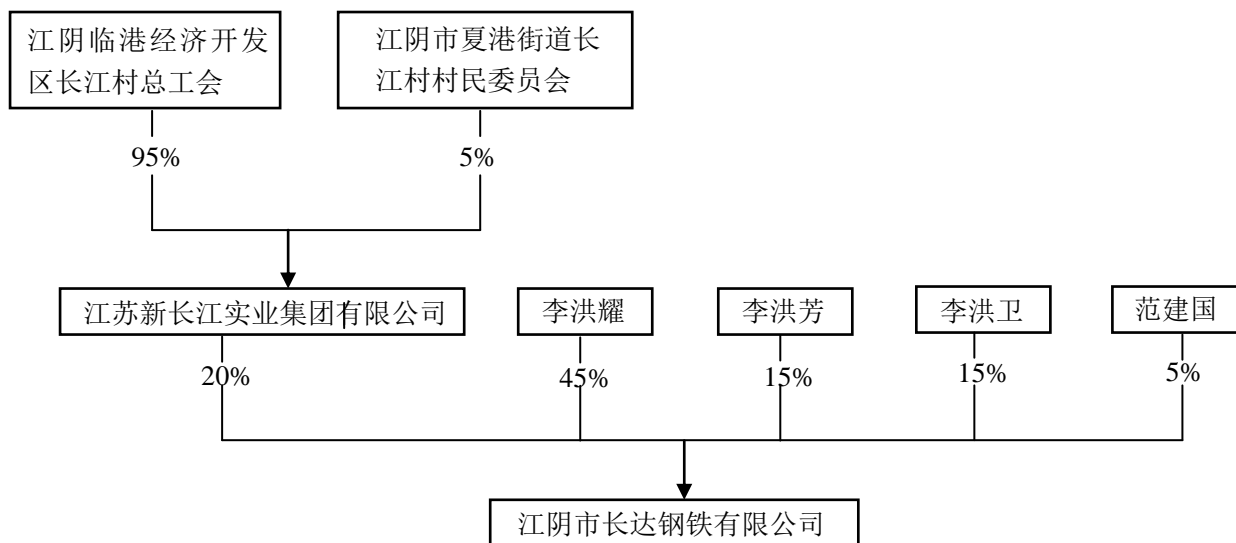 江阴临港经济开发
区长江村总工会
江阴市夏港街道长
江村村民委员会
95%
5%
江苏新长江实业集团有限公司
李洪耀
李洪芳
李洪卫
范建国
20%
45%
15%
15%
5%
江阴市长达钢铁有限公司